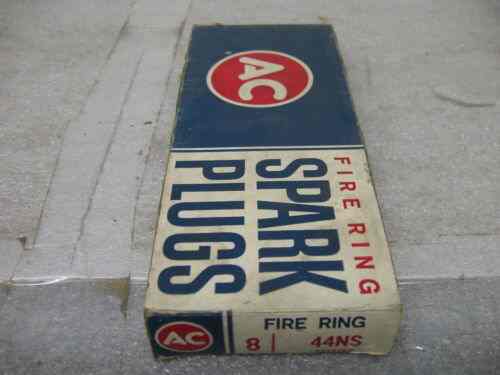 AC
FIRE RING
SPARK
PLUGS
AC
FIRE RING
8 44NS